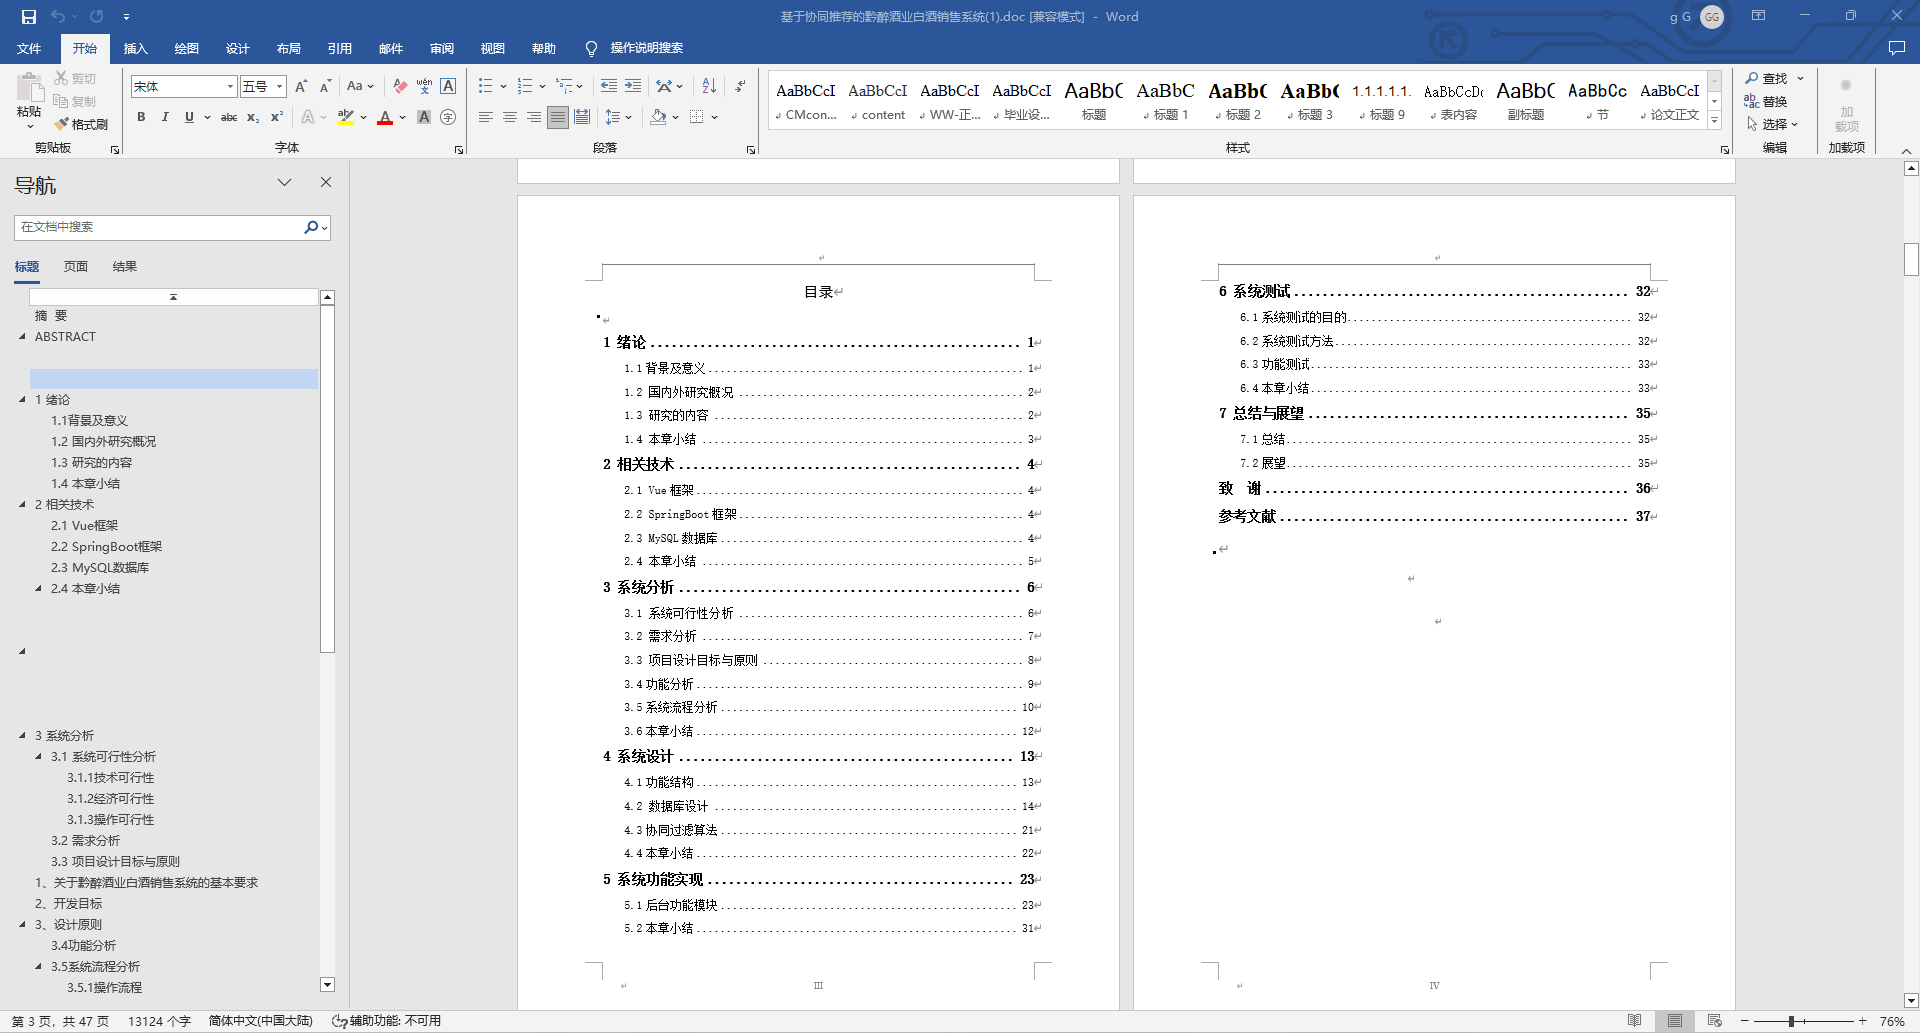 基于协同推荐的黔醉酒业白酒销售系统(1).doc [兼容模式] - Word
g G GG
文件 开始 插入 绘图 设计 布局 引用 邮件 审阅 视图 帮助 操作说明搜索
粘贴 剪切 复制 格式刷
宋体 五号
AaBbCcI AaBbCcI AaBbCcI AaBbCcI AaBbC AaBbC AaBbC AaBbC 1.1.1.1.1. AaBbCcDc AaBbC AaBbCc AaBbCcI
CMcon... content WW-正... 毕业设... 标题 标题 1 标题 2 标题 3 标题 9 表内容 副标题 节 论文正文
查找 替换 选择
加载项
剪贴板 字体 段落 样式 编辑 加载项
导航
在文档中搜索
标题 页面 结果
摘 要
ABSTRACT
1 绪论
1.1背景及意义
1.2 国内外研究概况
1.3 研究的内容
1.4 本章小结
2 相关技术
2.1 Vue框架
2.2 SpringBoot框架
2.3 MySQL数据库
2.4 本章小结
3 系统分析
3.1 系统可行性分析
3.1.1技术可行性
3.1.2经济可行性
3.1.3操作可行性
3.2 需求分析
3.3 项目设计目标与原则
1、关于黔醉酒业白酒销售系统的基本要求
2、开发目标
3、设计原则
3.4功能分析
3.5系统流程分析
3.5.1操作流程
目录
1 绪论 1
1.1背景及意义 1
1.2 国内外研究概况 2
1.3 研究的内容 2
1.4 本章小结 3
2 相关技术 4
2.1 Vue框架 4
2.2 SpringBoot框架 4
2.3 MySQL数据库 4
2.4 本章小结 5
3 系统分析 6
3.1 系统可行性分析 6
3.2 需求分析 7
3.3 项目设计目标与原则 8
3.4功能分析 9
3.5系统流程分析 10
3.6本章小结 12
4 系统设计 13
4.1功能结构 13
4.2 数据库设计 14
4.3协同过滤算法 21
4.4本章小结 22
5 系统功能实现 23
5.1后台功能模块 23
5.2本章小结 31
III
6 系统测试 32
6.1系统测试的目的 32
6.2系统测试方法 32
6.3功能测试 33
6.4本章小结 33
7 总结与展望 35
7.1总结 35
7.2展望 35
致 谢 36
参考文献 37
IV
第 3 页，共 47 页 13124 个字 简体中文(中国大陆) 辅助功能: 不可用 76%